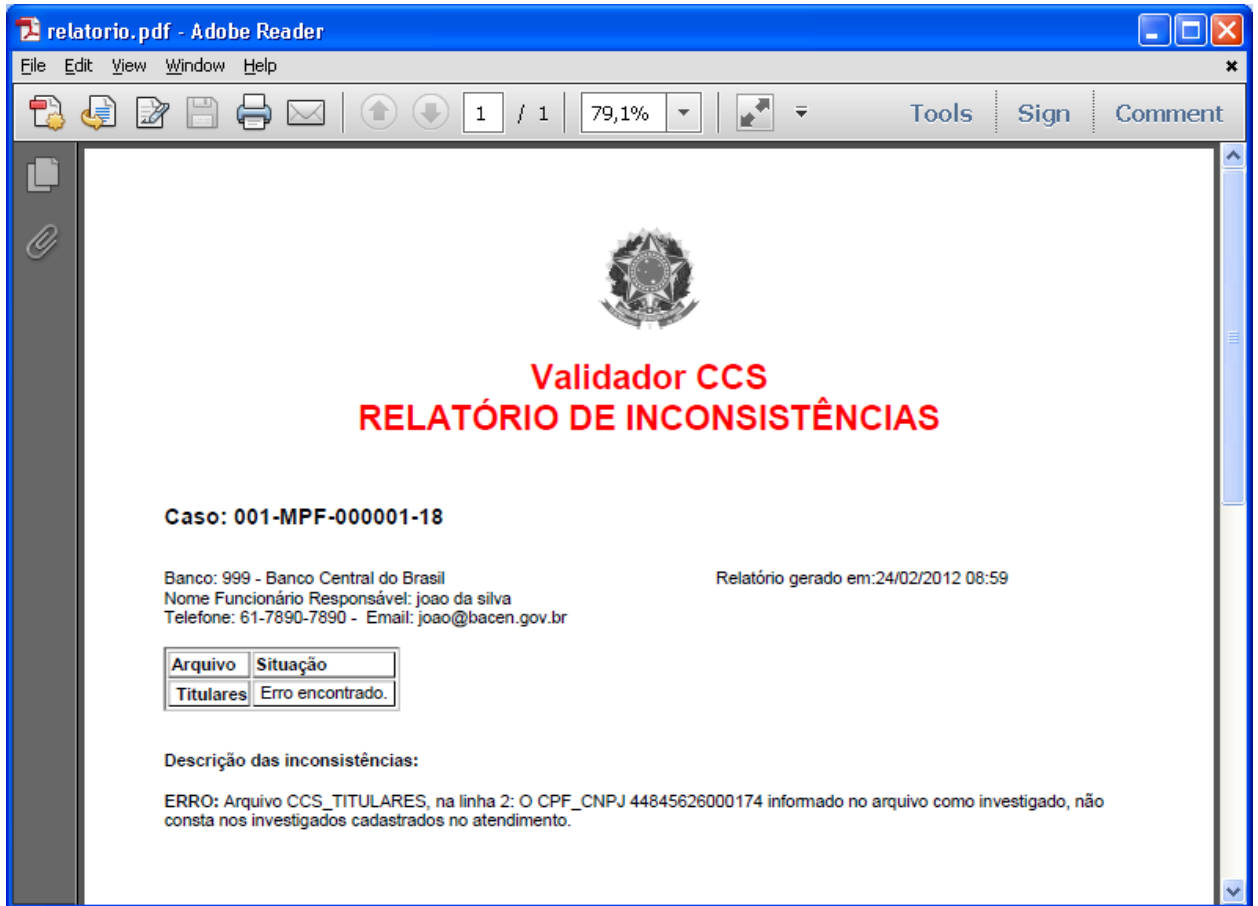 relatorio.pdf - Adobe Reader
File Edit View Window Help
1 / 1 79,1% Tools Sign Comment
Validador CCS
RELATÓRIO DE INCONSISTÊNCIAS
Caso: 001-MPF-000001-18
Banco: 999 - Banco Central do Brasil Relatório gerado em:24/02/2012 08:59
Nome Funcionário Responsável: joao da silva
Telefone: 61-7890-7890 - Email: joao@bacen.gov.br
Arquivo Situação
Titulares Erro encontrado.
Descrição das inconsistências:
ERRO: Arquivo CCS_TITULARES, na linha 2: O CPF_CNPJ 44845626000174 informado no arquivo como investigado, não
consta nos investigados cadastrados no atendimento.